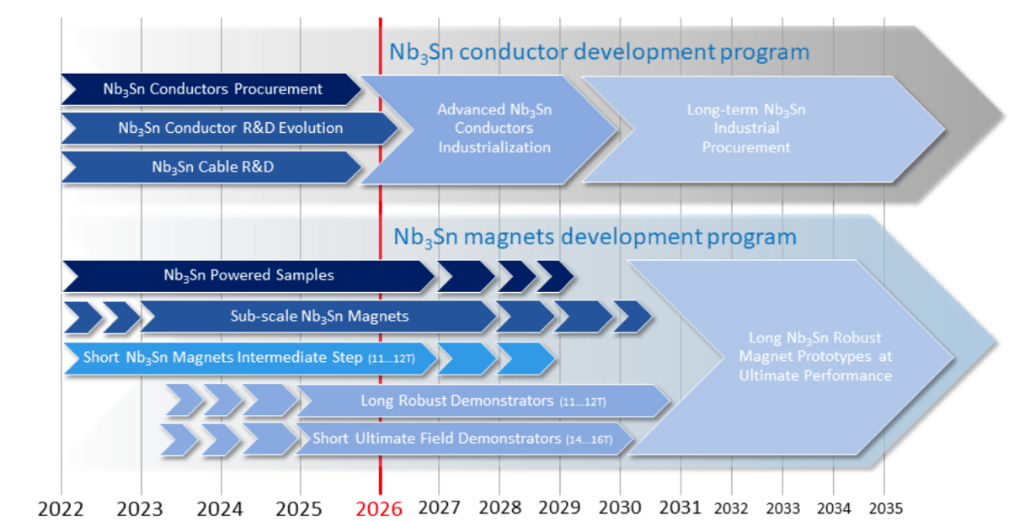 Nb₃Sn conductor development program
Nb₃Sn Conductors Procurement
Nb₃Sn Conductor R&D Evolution
Nb₃Sn Cable R&D
Advanced Nb₃Sn
Conductors
Industrialization
Long-term Nb₃Sn
Industrial
Procurement
Nb₃Sn magnets development program
Nb₃Sn Powered Samples
Sub-scale Nb₃Sn Magnets
Short Nb₃Sn Magnets Intermediate Step (11...12T)
Long Robust Demonstrators (11...12T)
Short Ultimate Field Demonstrators (14...16T)
Long Nb₃Sn Robust
Magnet Prototypes at
Ultimate Performance
2022 2023 2024 2025 2026 2027 2028 2029 2030 2031 2032 2033 2034 2035